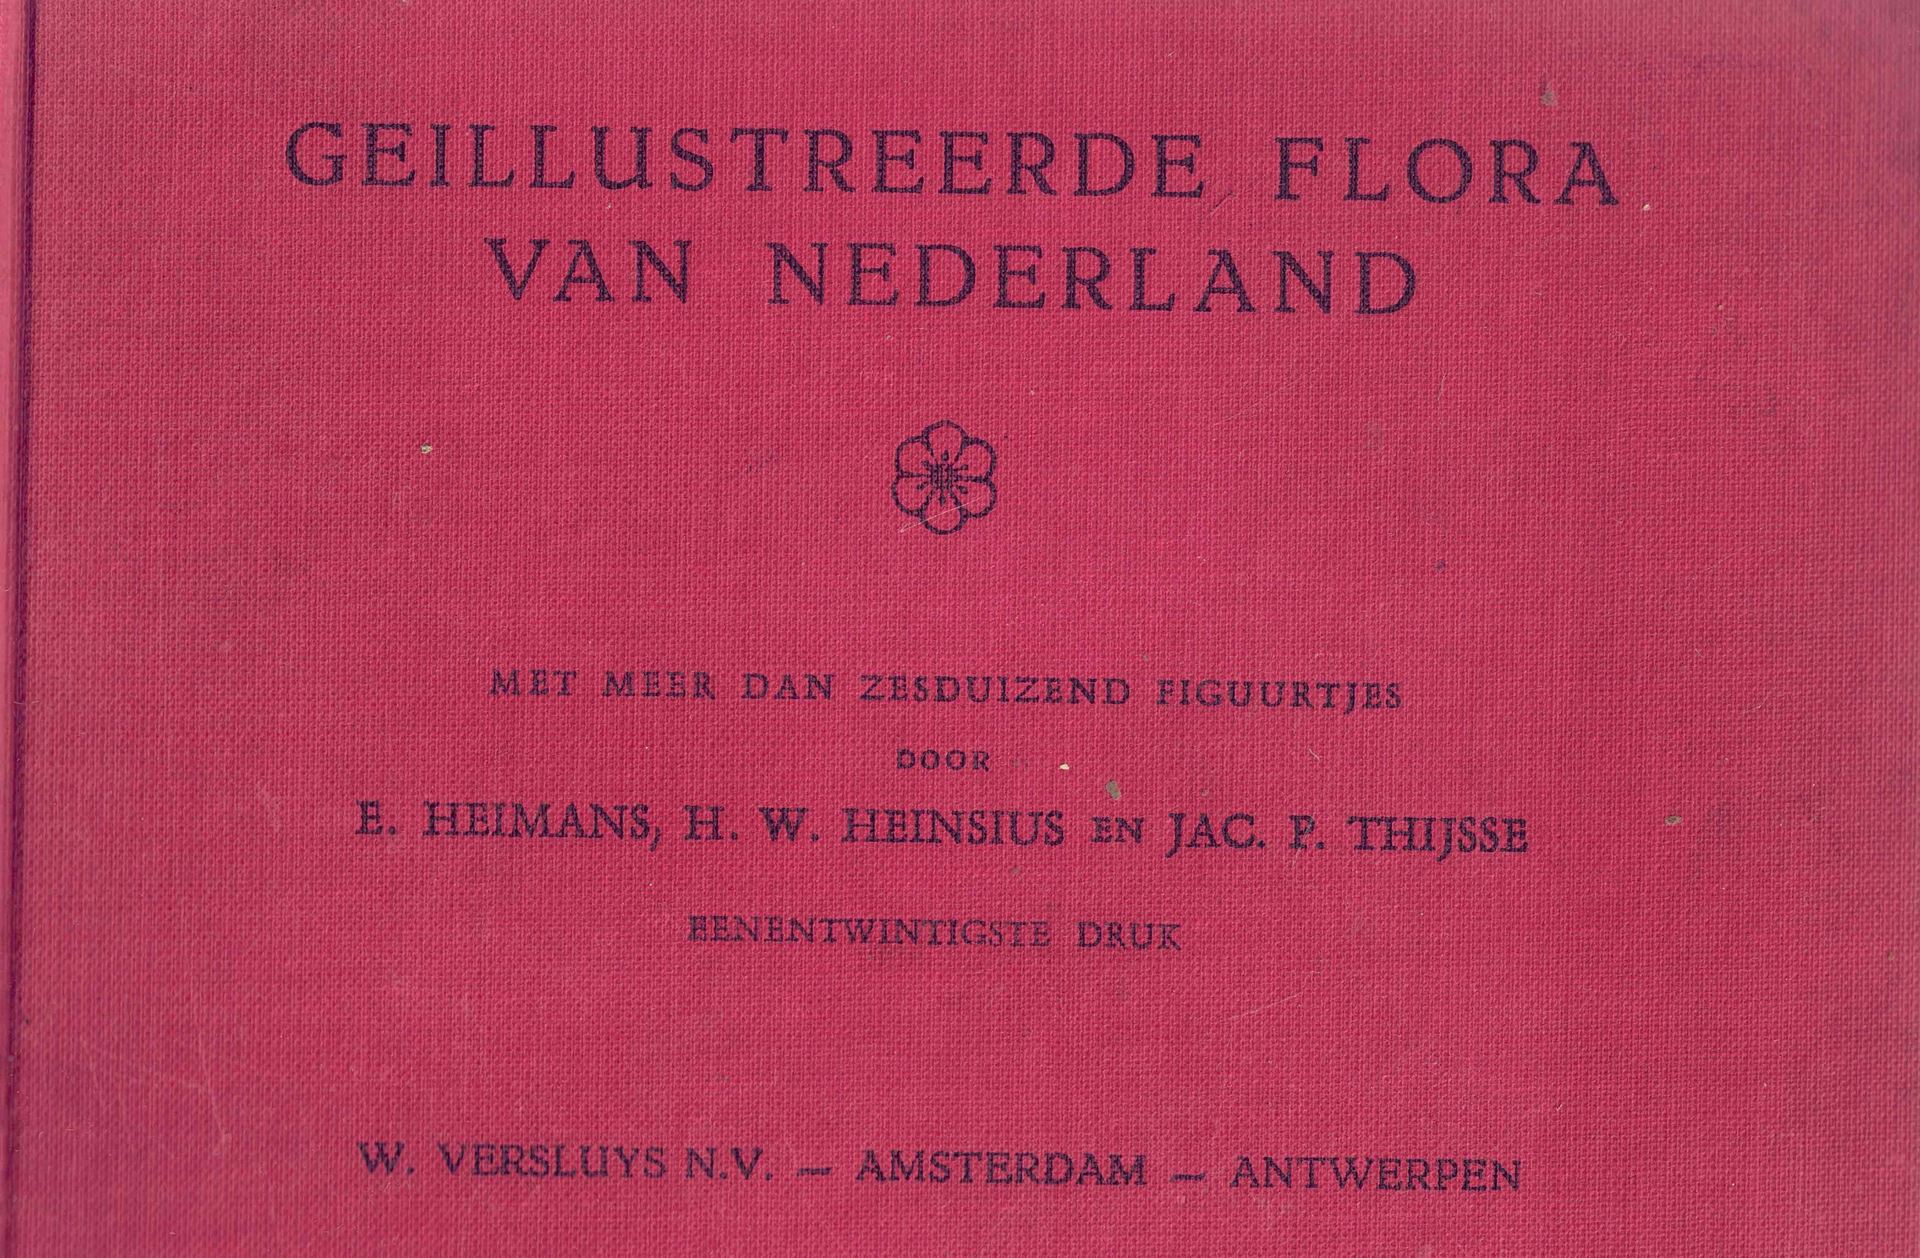 GEILLUSTREERDE FLORA
VAN NEDERLAND
MET MEER DAN ZESDUIZEND FIGUURTJES
DOOR
E. HEIMANS, H. W. HEINSIUS EN JAC. P. THIJSSE
EENENTWINTIGSTE DRUK
W. VERSLUYS N.V. — AMSTERDAM — ANTWERPEN